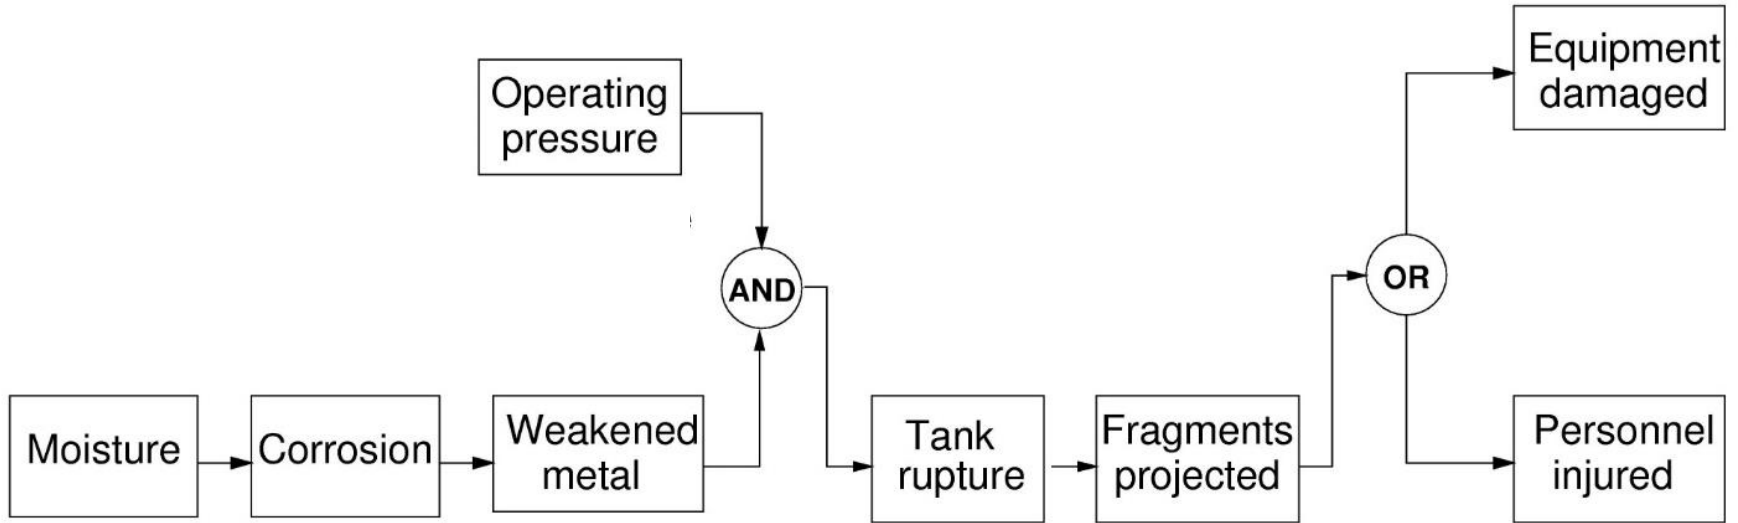 Equipment
damaged
Operating
pressure
AND
OR
Moisture
Corrosion
Weakened
metal
Tank
rupture
Fragments
projected
Personnel
injured